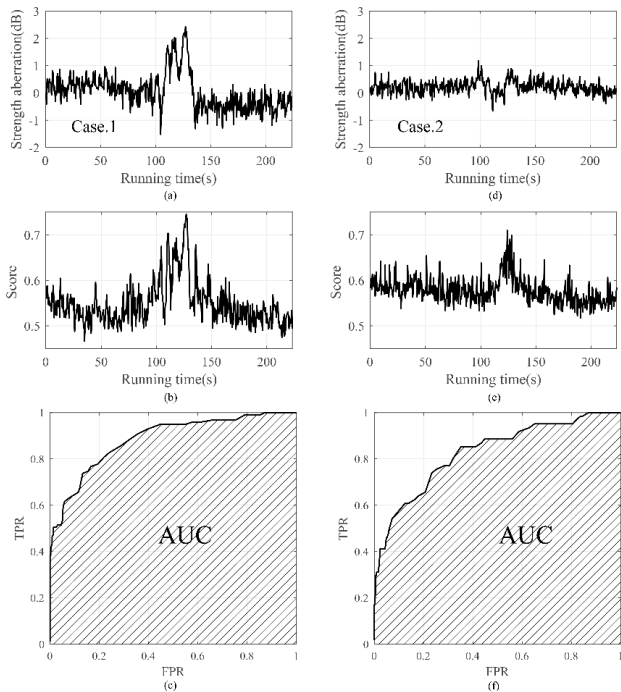 Strength aberration(dB)
3
2
1
0
-1
-2
Case.1
0
50
100
150
200
Running time(s)
(a)
Strength aberration(dB)
3
2
1
0
-1
-2
Case.2
0
50
100
150
200
Running time(s)
(d)
Score
0.7
0.6
0.5
0
50
100
150
200
Running time(s)
(b)
Score
0.7
0.6
0.5
0
50
100
150
200
Running time(s)
(e)
TPR
1
0.8
0.6
0.4
0.2
0
AUC
0
0.2
0.4
0.6
0.8
1
FPR
(c)
TPR
1
0.8
0.6
0.4
0.2
0
AUC
0
0.2
0.4
0.6
0.8
1
FPR
(f)